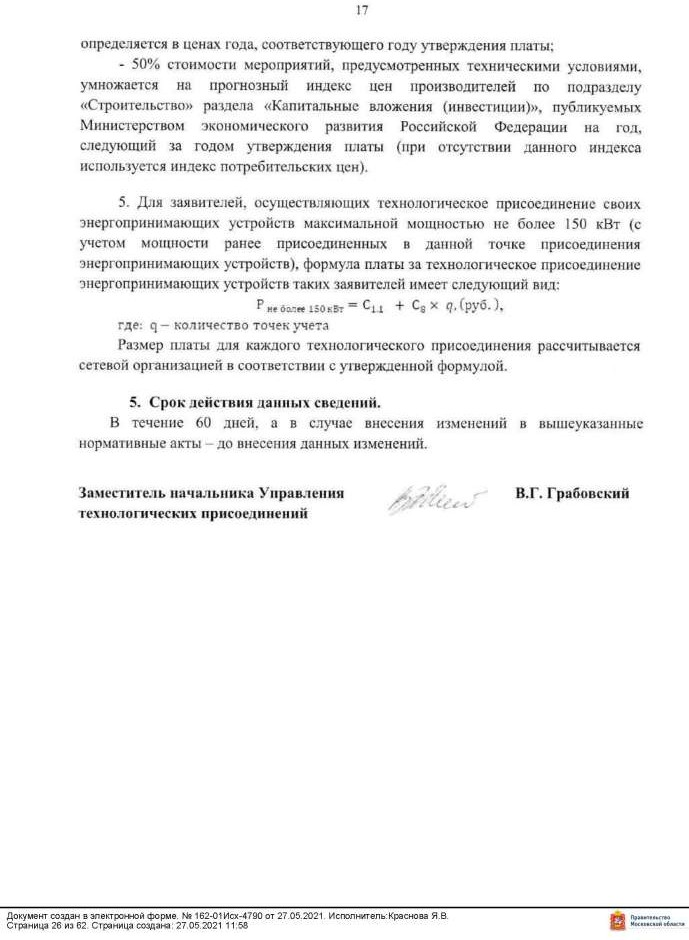 17
определяется в ценах года, соответствующего году утверждения платы;
- 50% стоимости мероприятий, предусмотренных техническими условиями,
умножается на прогнозный индекс цен производителей по подразделу
«Строительство» раздела «Капитальные вложения (инвестиции)», публикуемых
Министерством экономического развития Российской Федерации на год,
следующий за годом утверждения платы (при отсутствии данного индекса
используется индекс потребительских цен).
5. Для заявителей, осуществляющих технологическое присоединение своих
энергопринимающих устройств максимальной мощностью не более 150 кВт (с
учетом мощности ранее присоединенных в данной точке присоединения
энергопринимающих устройств), формула платы за технологическое присоединение
энергопринимающих устройств таких заявителей имеет следующий вид:
P не более 150 кВт = C1.1 + C8 × q, (руб.),
где: q – количество точек учета
Размер платы для каждого технологического присоединения рассчитывается
сетевой организацией в соответствии с утвержденной формулой.
5. Срок действия данных сведений.
В течение 60 дней, а в случае внесения изменений в вышеуказанные
нормативные акты – до внесения данных изменений.
Заместитель начальника Управления В.Г. Грабовский
технологических присоединений
Документ создан в электронной форме. № 162-01Исх-4790 от 27.05.2021. Исполнитель:Краснова Я.В.
Страница 26 из 62. Страница создана: 27.05.2021 11:58
Правительство
Московской области